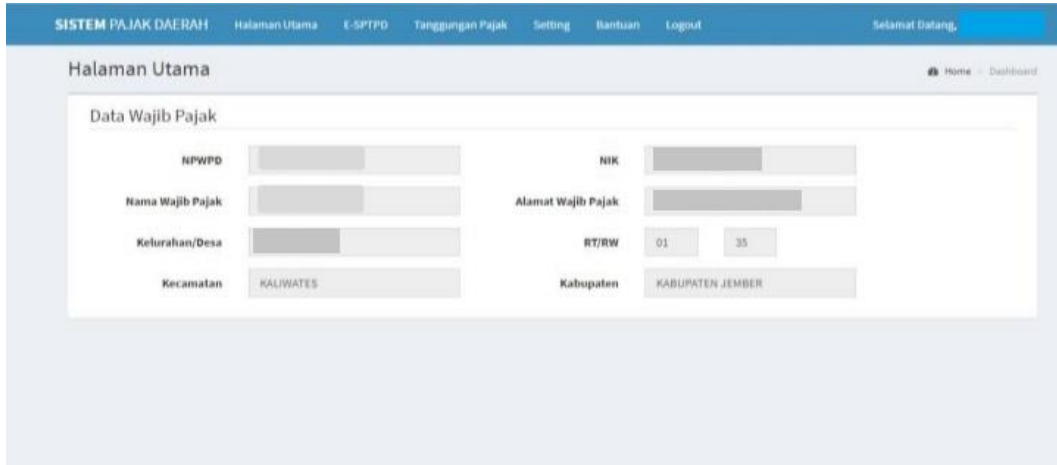 SISTEM PAJAK DAERAH Halaman Utama E-SPTPD Tanggungan Pajak Setting Bantuan Logout Selamat Datang,
Halaman Utama Home Dashboard
Data Wajib Pajak
NPWPD NIK
Nama Wajib Pajak Alamat Wajib Pajak
Kelurahan/Desa RT/RW 01 35
Kecamatan KALIWATES Kabupaten KABUPATEN JEMBER